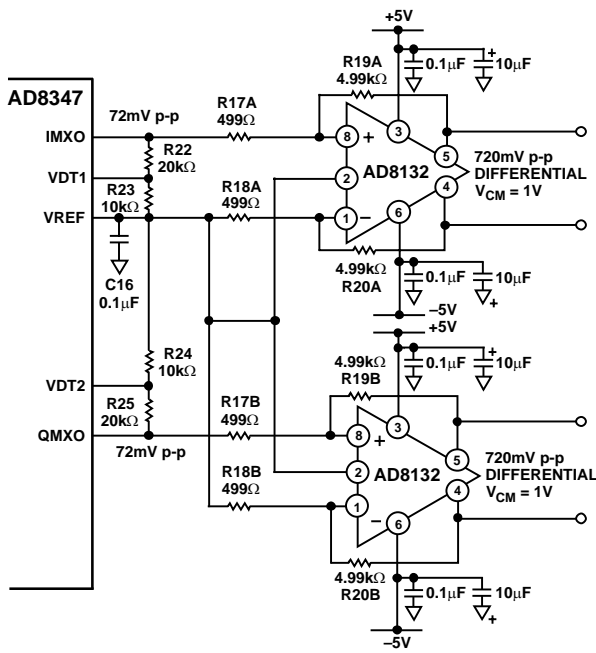 +5V
R19A
4.99kΩ
0.1μF
+
10μF
AD8347
72mV p-p
R17A
499Ω
IMXO
8
+
3
R22
20kΩ
5
720mV p-p
DIFFERENTIAL
VCM = 1V
VDT1
2
AD8132
4
R23
10kΩ
R18A
499Ω
VREF
1
–
6
C16
0.1μF
4.99kΩ
R20A
0.1μF
10μF
+
–5V
+5V
R24
10kΩ
4.99kΩ
R19B
0.1μF
+
10μF
VDT2
R25
20kΩ
R17B
499Ω
3
QMXO
72mV p-p
8
+
5
720mV p-p
DIFFERENTIAL
VCM = 1V
R18B
499Ω
2
AD8132
4
1
–
6
4.99kΩ
R20B
0.1μF
10μF
+
–5V